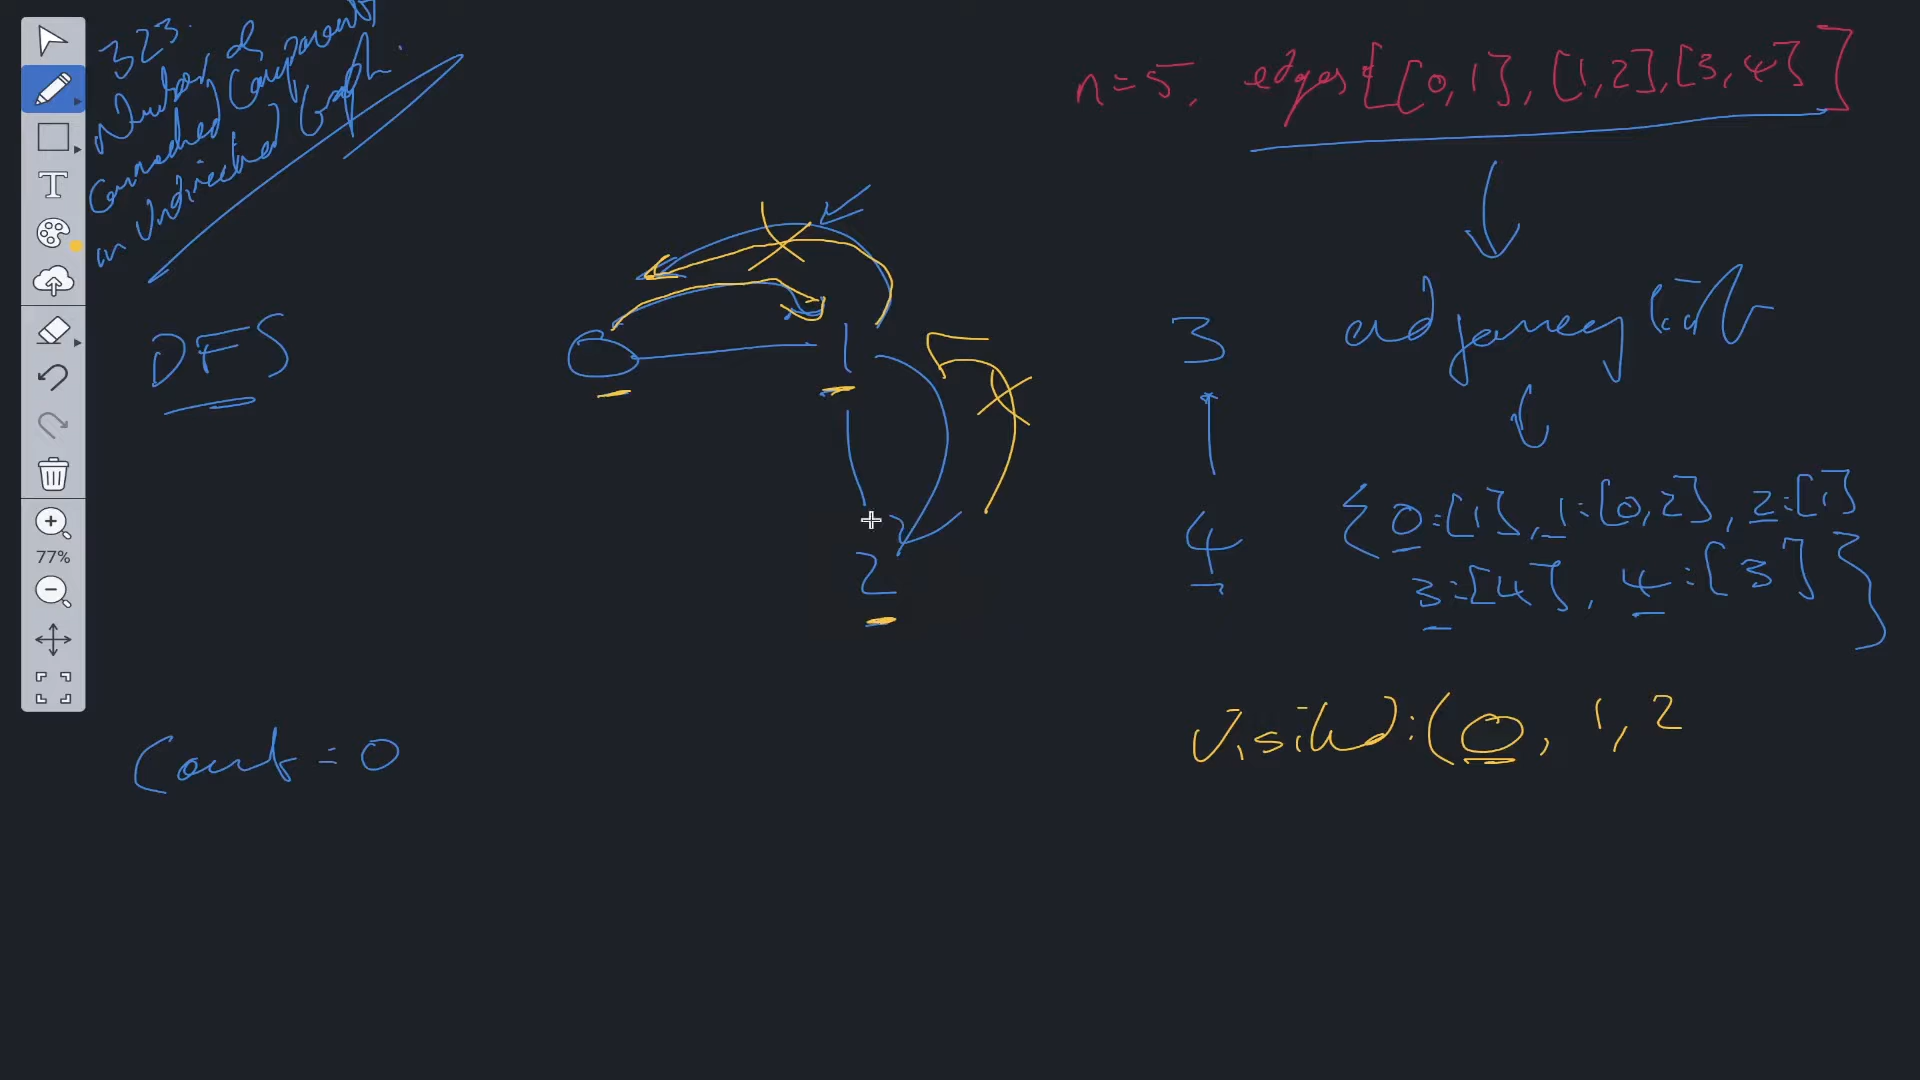 323.
Number of
Connected Components
in Undirected Graph.
n=5, edges[[0,1],[1,2],[3,4]]
adjacency list
DFS
0
1
2
3
4
{0:[1],1:[0,2],2:[1]
3:[4],4:[3]}
Visited:(0,1,2
Count=0
T
77%